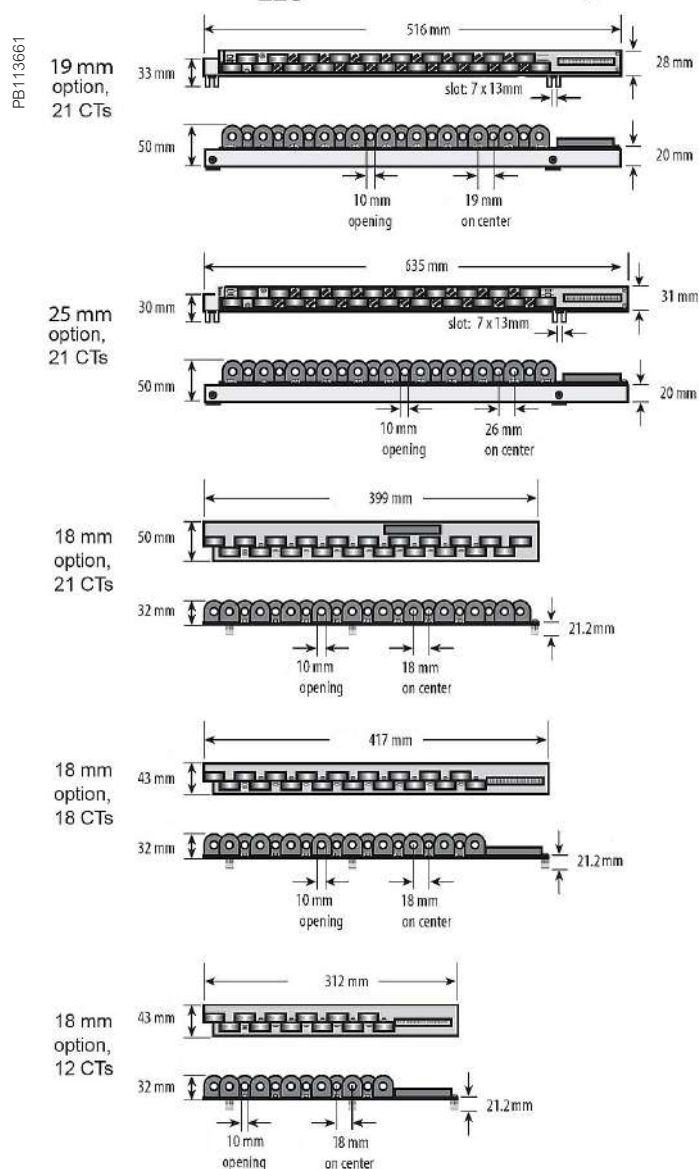 PB113661
516 mm
19 mm
option,
21 CTs
33 mm
28 mm
slot: 7 x 13mm
50 mm
20 mm
10 mm
opening
19 mm
on center
635 mm
25 mm
option,
21 CTs
30 mm
31 mm
slot: 7 x 13mm
50 mm
20 mm
10 mm
opening
26 mm
on center
399 mm
18 mm
option,
21 CTs
50 mm
32 mm
21.2mm
10 mm
opening
18 mm
on center
417 mm
18 mm
option,
18 CTs
43 mm
32 mm
21.2mm
10 mm
opening
18 mm
on center
312 mm
18 mm
option,
12 CTs
43 mm
32 mm
21.2mm
10 mm
opening
18 mm
on center